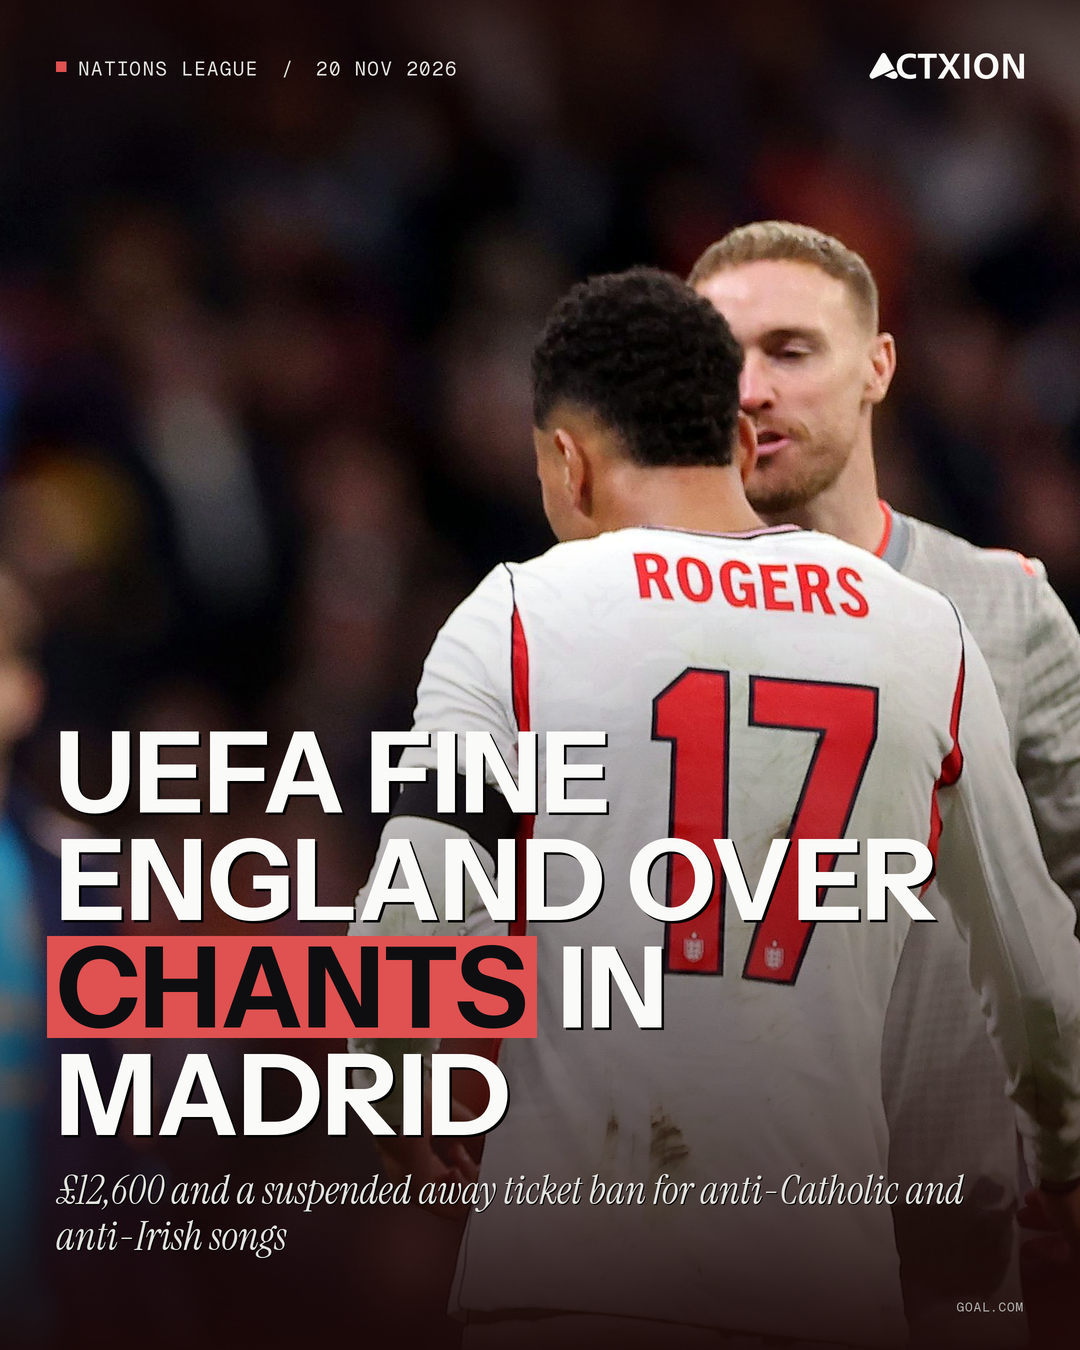 NATIONS LEAGUE / 20 NOV 2026
ACTXION
ROGERS
17
UEFA FINE
ENGLAND OVER
CHANTS IN
MADRID
£12,600 and a suspended away ticket ban for anti-Catholic and
anti-Irish songs
GOAL.COM